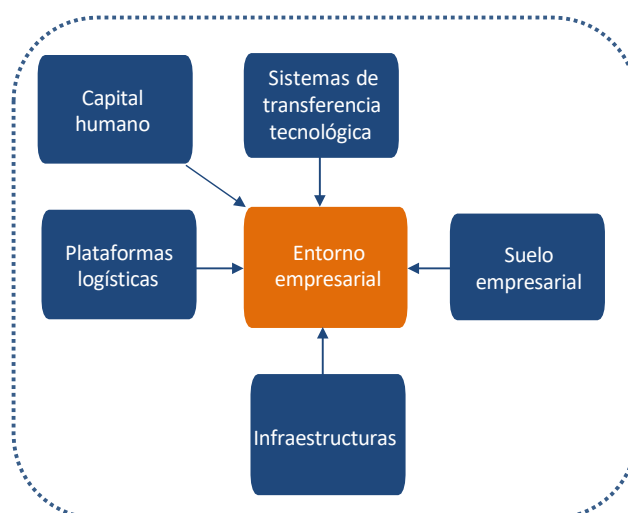 Capital
humano
Sistemas de
transferencia
tecnológica
Plataformas
logísticas
Entorno
empresarial
Suelo
empresarial
Infraestructuras